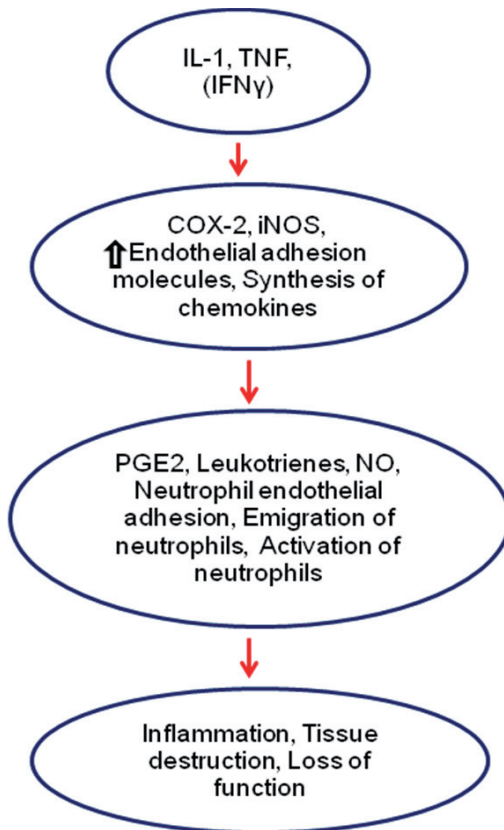 IL-1, TNF,
(IFNγ)
COX-2, iNOS,
⇧Endothelial adhesion
molecules, Synthesis of
chemokines
PGE2, Leukotrienes, NO,
Neutrophil endothelial
adhesion, Emigration of
neutrophils, Activation of
neutrophils
Inflammation, Tissue
destruction, Loss of
function